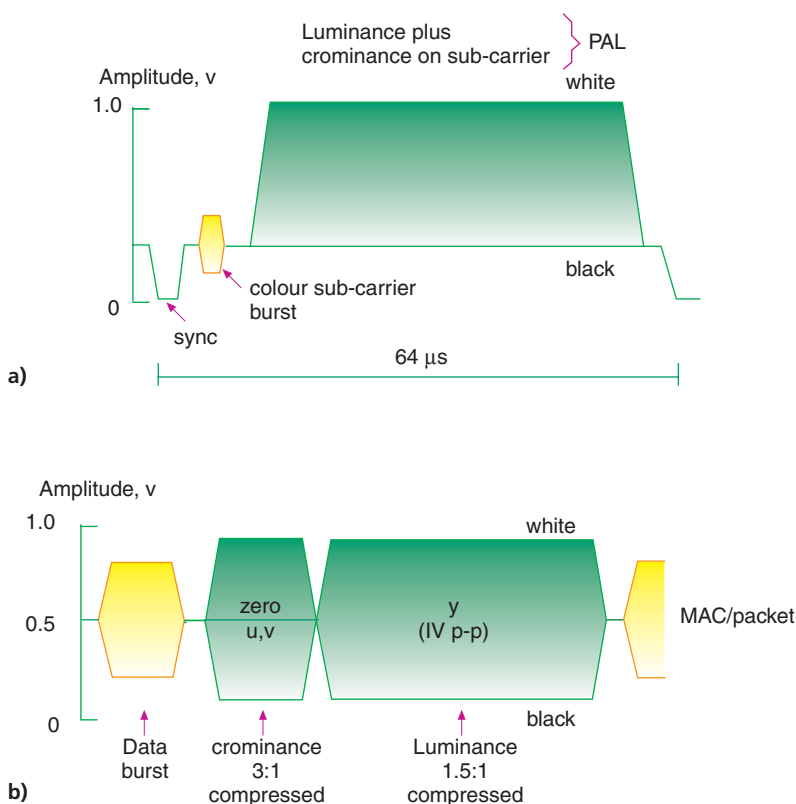 Luminance plus
crominance on sub-carrier
PAL
Amplitude, v
white
1.0
black
0
colour sub-carrier
burst
sync
64 µs
a)
Amplitude, v
1.0
white
zero
u,v
y
(IV p-p)
0.5
MAC/packet
0
black
Data
burst
crominance
3:1
compressed
Luminance
1.5:1
compressed
b)